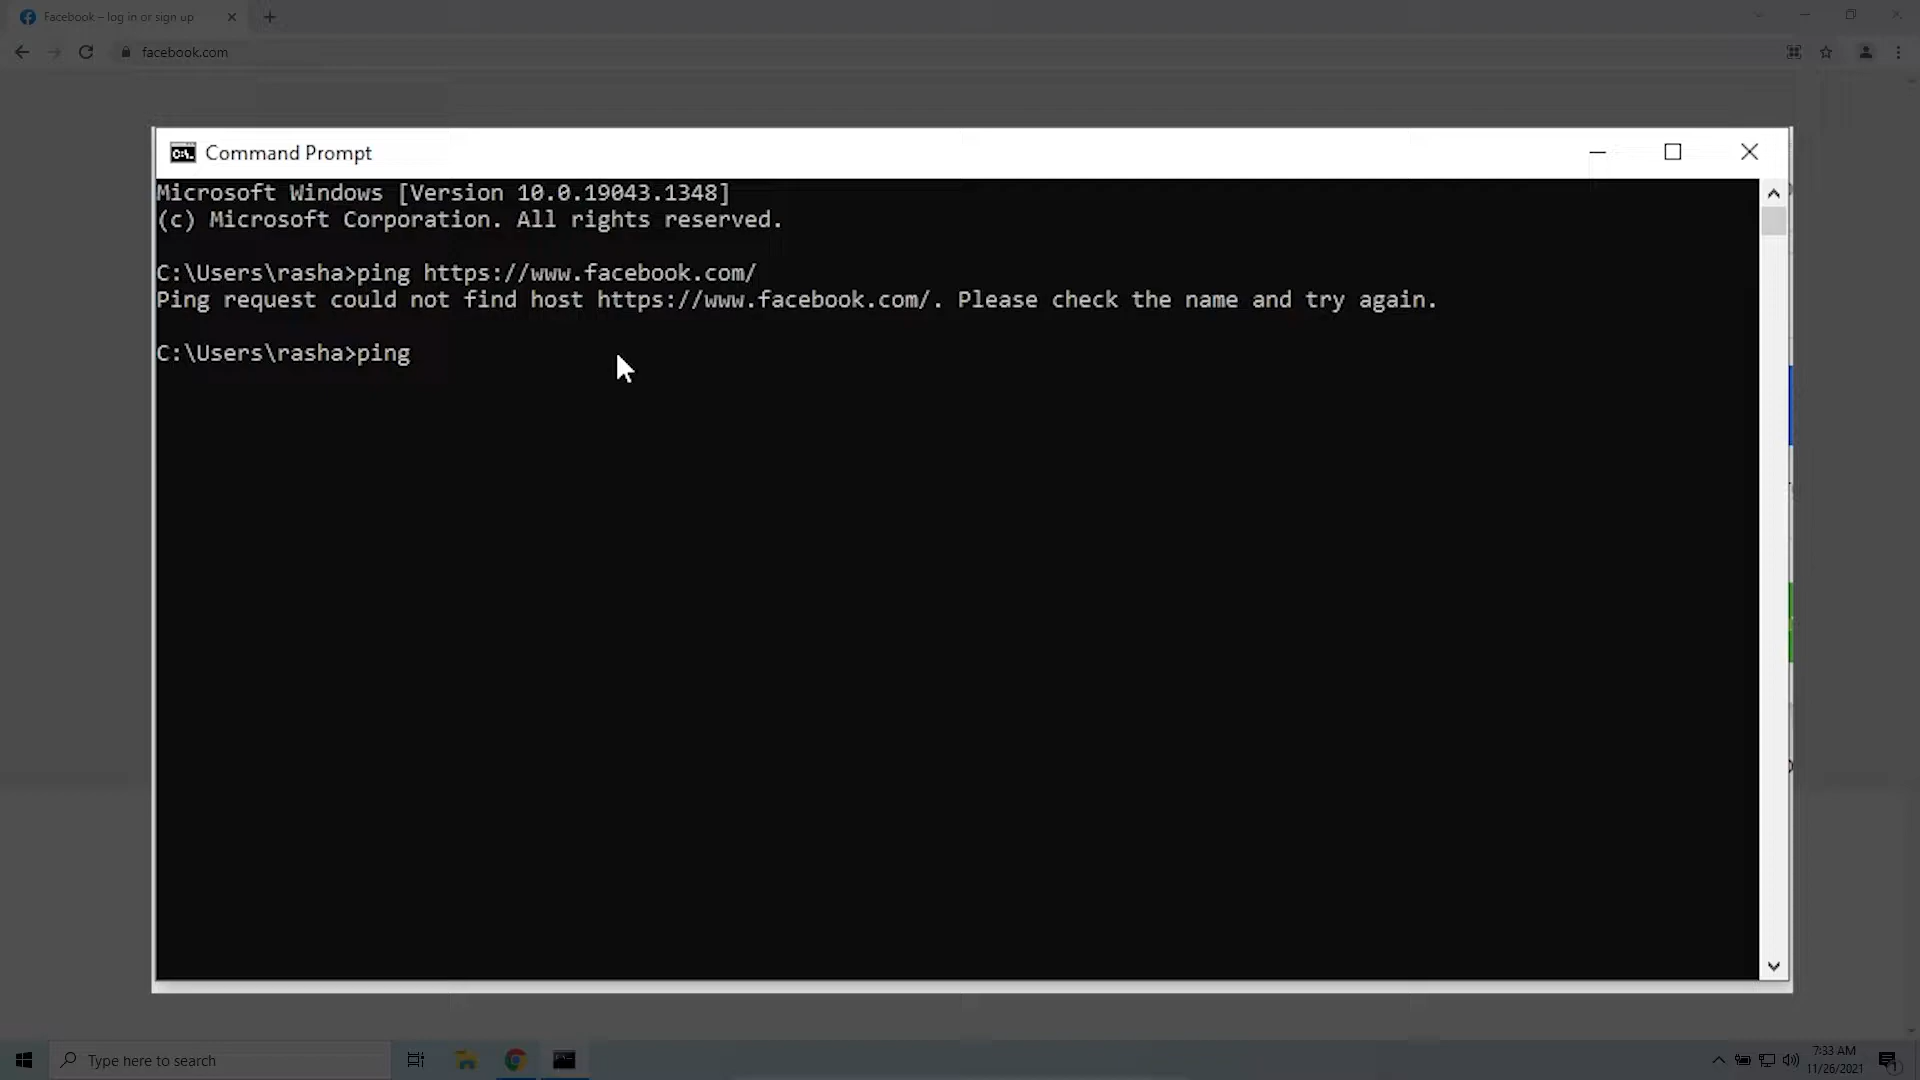 Facebook – log in or sign up
facebook.com
Command Prompt
Microsoft Windows [Version 10.0.19043.1348]
(c) Microsoft Corporation. All rights reserved.
C:\Users\rasha>ping https://www.facebook.com/
Ping request could not find host https://www.facebook.com/. Please check the name and try again.
C:\Users\rasha>ping
Type here to search
7:33 AM
11/26/2021
1